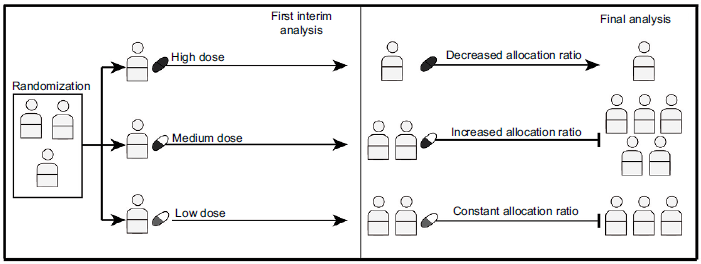 First interim
analysis
Final analysis
High dose
Decreased allocation ratio
Randomization
Medium dose
Increased allocation ratio
Low dose
Constant allocation ratio